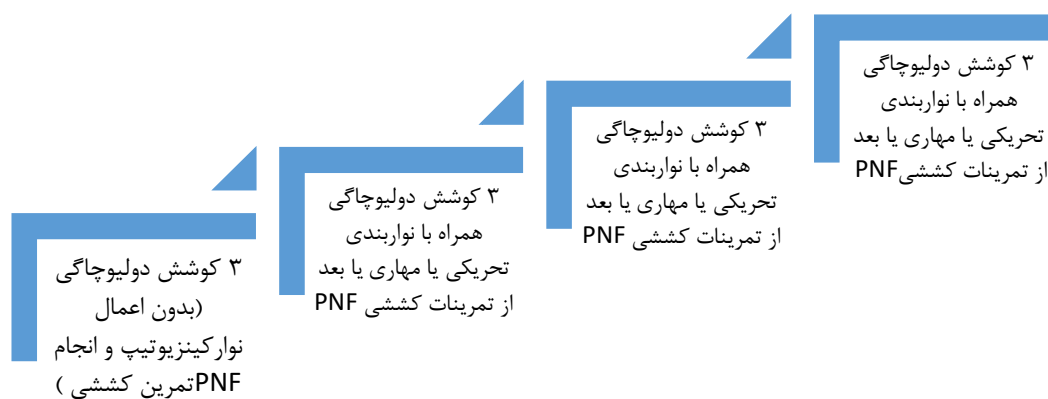 ۳ کوشش دولیوچاگی
(بدون اعمال
نوارکینزیوتیپ و انجام
تمرین کششی PNF )
۳ کوشش دولیوچاگی
همراه با نواربندی
تحریکی یا مهاری یا بعد
از تمرینات کششی PNF
۳ کوشش دولیوچاگی
همراه با نواربندی
تحریکی یا مهاری یا بعد
از تمرینات کششی PNF
۳ کوشش دولیوچاگی
همراه با نواربندی
تحریکی یا مهاری یا بعد
از تمرینات کششیPNF